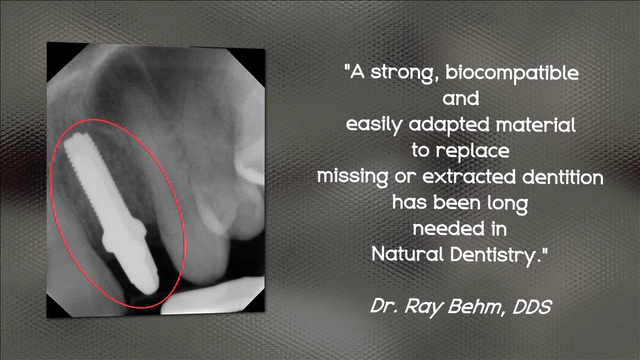 "A strong, biocompatible
and
easily adapted material
to replace
missing or extracted dentition
has been long
needed in
Natural Dentistry."
Dr. Ray Behm, DDS